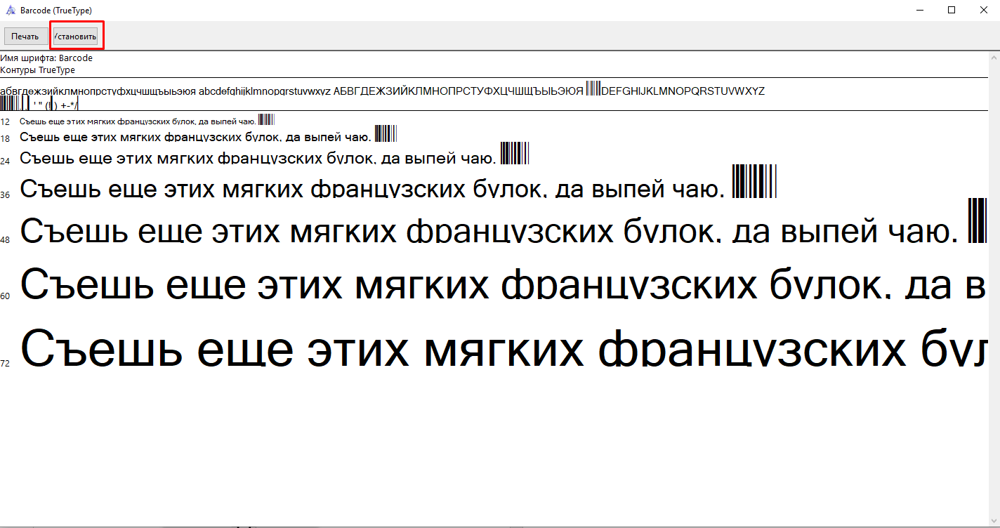 Barcode (TrueType)
Печать Установить
Имя шрифта: Barcode
Контуры TrueType
абвгдежзийклмнопрстуфхцчшщъыьэюя abcdefghijklmnopqrstuvwxyz АБВГДЕЖЗИЙКЛМНОПРСТУФХЦЧШЩЪЫЬЭЮЯ DEFGHIJKLMNOPQRSTUVWXYZ
' " (! ) +-*/
12 Съешь еще этих мягких французских булок, да выпей чаю.
18 Съешь еще этих мягких французских булок, да выпей чаю.
24 Съешь еще этих мягких французских булок, да выпей чаю.
36 Съешь еще этих мягких французских булок, да выпей чаю.
48 Съешь еще этих мягких французских булок, да выпей чаю.
60 Съешь еще этих мягких французских булок, да в
72 Съешь еще этих мягких французских бул